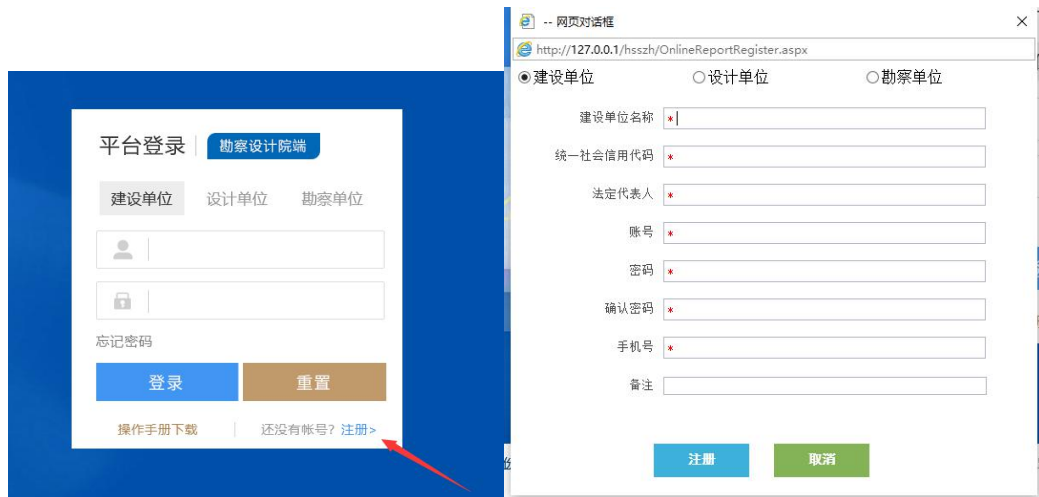 平台登录
勘察设计院端
建设单位 设计单位 勘察单位
忘记密码
登录 重置
操作手册下载 还没有帐号? 注册>
-- 网页对话框
http://127.0.0.1/hsszh/OnlineReportRegister.aspx
建设单位 设计单位 勘察单位
建设单位名称 *
统一社会信用代码 *
法定代表人 *
账号 *
密码 *
确认密码 *
手机号 *
备注
注册 取消